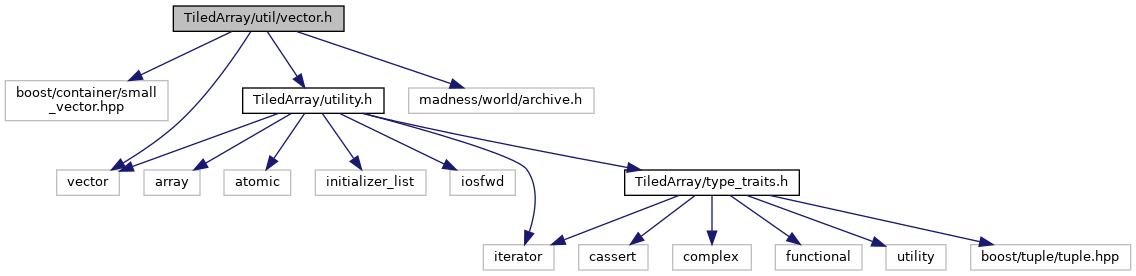 TiledArray/util/vector.h
boost/container/small
_vector.hpp
TiledArray/utility.h
madness/world/archive.h
vector
array
atomic
initializer_list
iosfwd
TiledArray/type_traits.h
iterator
cassert
complex
functional
utility
boost/tuple/tuple.hpp